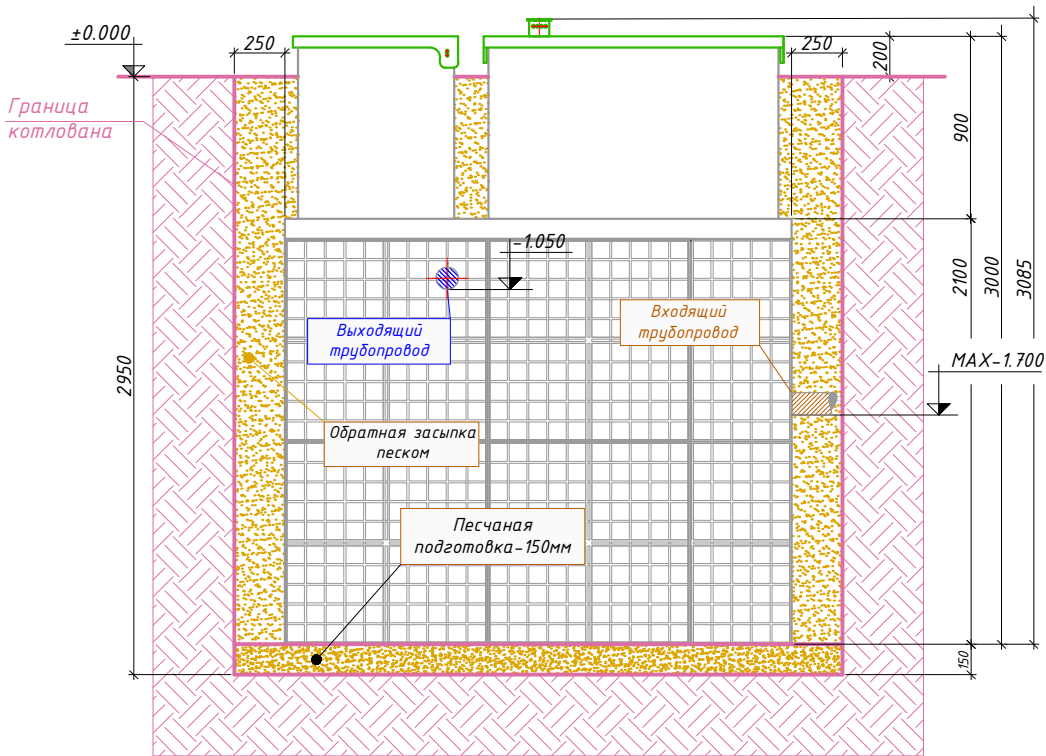 ±0.000
250
250
200
Граница
котлована
900
-1.050
2100
3000
3085
Выходящий
трубопровод
Входящий
трубопровод
2950
MAX-1.700
Обратная засыпка
песком
Песчаная
подготовка-150мм
150